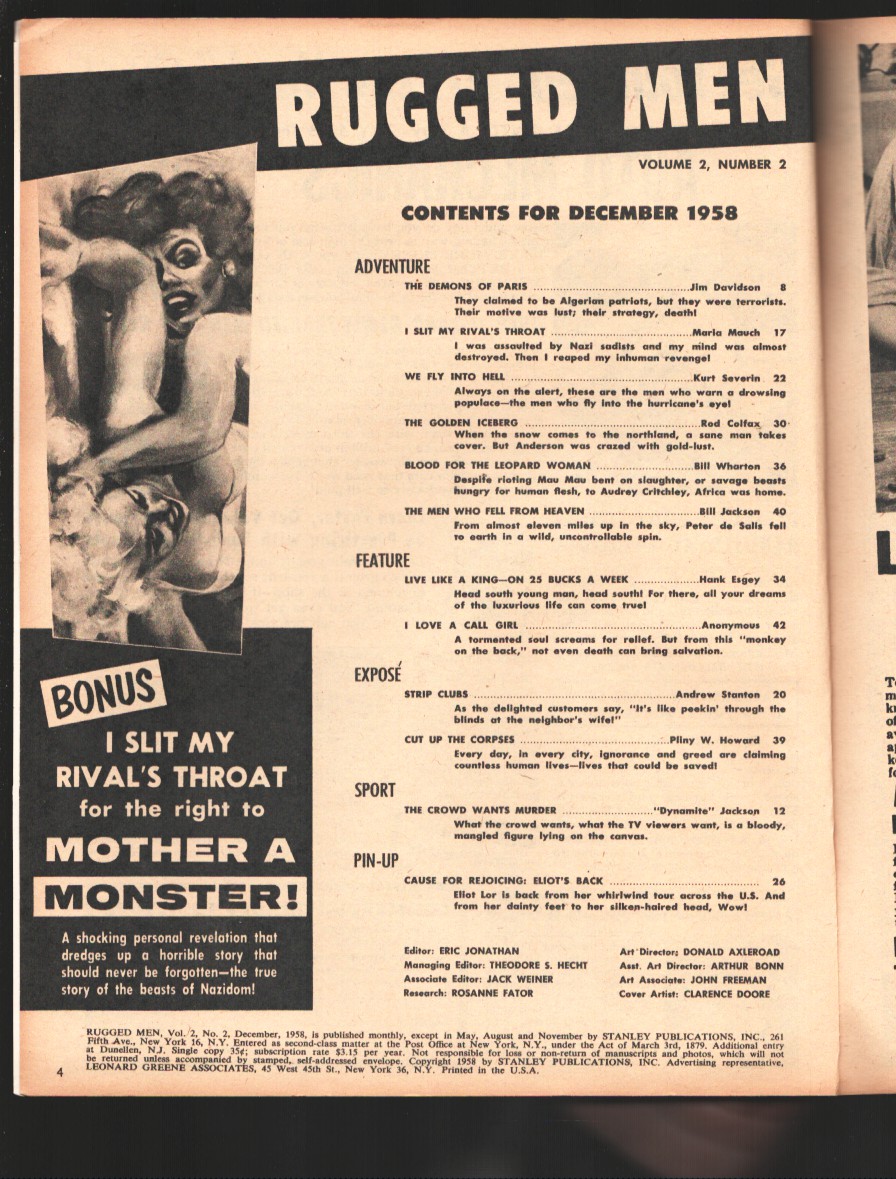 RUGGED MEN
VOLUME 2, NUMBER 2
CONTENTS FOR DECEMBER 1958
ADVENTURE
THE DEMONS OF PARIS ........................................Jim Davidson 8
They claimed to be Algerian patriots, but they were terrorists.
Their motive was lust; their strategy, death!
I SLIT MY RIVAL'S THROAT ....................................Maria Mauch 17
I was assaulted by Nazi sadists and my mind was almost
destroyed. Then I reaped my inhuman revenge!
WE FLY INTO HELL ..............................................Kurt Severin 22
Always on the alert, these are the men who warn a drowsing
populace—the men who fly into the hurricane's eye!
THE GOLDEN ICEBERG ............................................Rod Colfax 30
When the snow comes to the northland, a sane man takes
cover. But Anderson was crazed with gold-lust.
BLOOD FOR THE LEOPARD WOMAN ........................Bill Wharton 36
Despite rioting Mau Mau bent on slaughter, or savage beasts
hungry for human flesh, to Audrey Critchley, Africa was home.
THE MEN WHO FELL FROM HEAVEN ..........................Bill Jackson 40
From almost eleven miles up in the sky, Peter de Salis fell
to earth in a wild, uncontrollable spin.
FEATURE
LIVE LIKE A KING—ON 25 BUCKS A WEEK .................Hank Esgey 34
Head south young man, head south! For there, all your dreams
of the luxurious life can come true!
I LOVE A CALL GIRL ..............................................Anonymous 42
A tormented soul screams for relief. But from this "monkey
on the back," not even death can bring salvation.
EXPOSÉ
STRIP CLUBS ....................................................Andrew Stanton 20
As the delighted customers say, "It's like peekin' through the
blinds at the neighbor's wife!"
CUT UP THE CORPSES ......................................Pliny W. Howard 39
Every day, in every city, ignorance and greed are claiming
countless human lives—lives that could be saved!
SPORT
THE CROWD WANTS MURDER .......................“Dynamite” Jackson 12
What the crowd wants, what the TV viewers want, is a bloody,
mangled figure lying on the canvas.
PIN-UP
CAUSE FOR REJOICING: ELIOT'S BACK ...................................... 26
Eliot Lor is back from her whirlwind tour across the U.S. And
from her dainty feet to her silken-haired head, Wow!
BONUS
I SLIT MY
RIVAL'S THROAT
for the right to
MOTHER A
MONSTER!
A shocking personal revelation that
dredges up a horrible story that
should never be forgotten—the true
story of the beasts of Nazidom!
Editor: ERIC JONATHAN
Managing Editor: THEODORE S. HECHT
Associate Editor: JACK WEINER
Research: ROSANNE FATOR
Art Director: DONALD AXLEROAD
Asst. Art Director: ARTHUR BONN
Art Associate: JOHN FREEMAN
Cover Artist: CLARENCE DOORE
RUGGED MEN, Vol. 2, No. 2, December, 1958, is published monthly, except in May, August and November by STANLEY PUBLICATIONS, INC., 261
Fifth Ave., New York 16, N.Y. Entered as second-class matter at the Post Office at New York, N.Y., under the Act of March 3rd, 1879. Additional entry
at Dunellen, N.J. Single copy 35¢; subscription rate $3.15 per year. Not responsible for loss or non-return of manuscripts and photos, which will not
be returned unless accompanied by stamped, self-addressed envelope. Copyright 1958 by STANLEY PUBLICATIONS, INC. Advertising representative,
LEONARD GREENE ASSOCIATES, 45 West 45th St., New York 36, N.Y. Printed in the U.S.A.
4